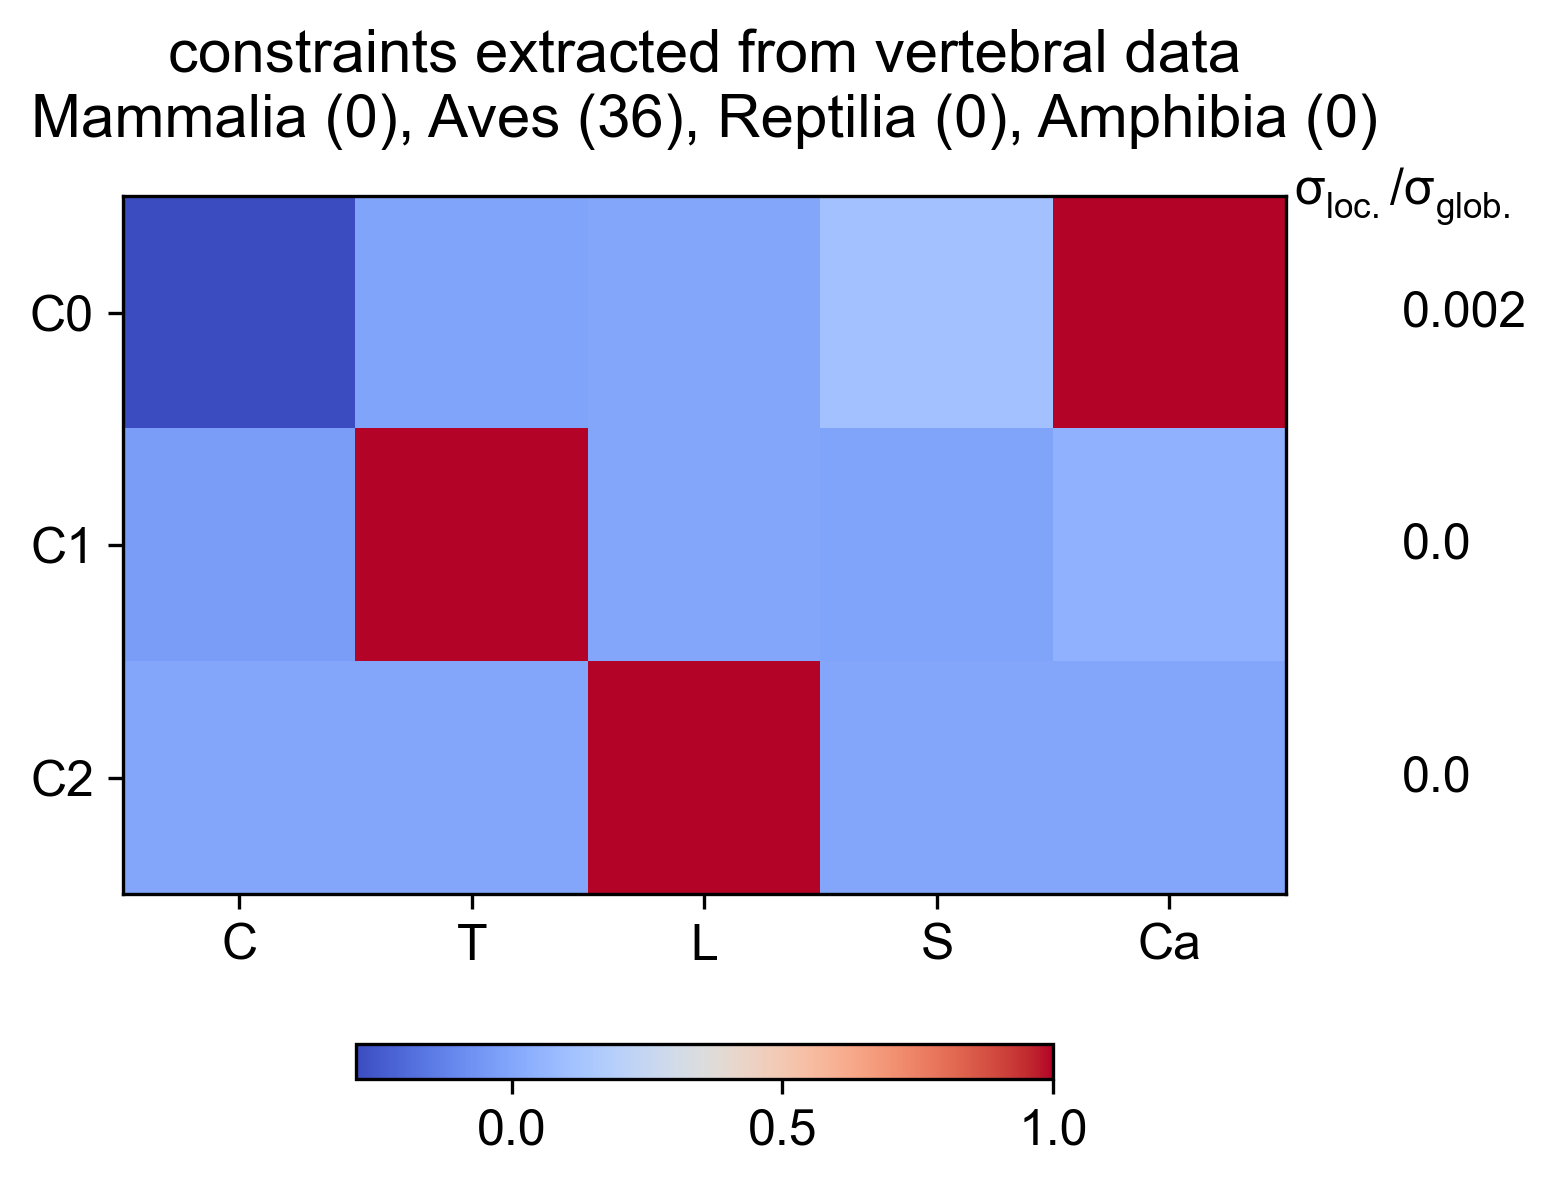 constraints extracted from vertebral data
Mammalia (0), Aves (36), Reptilia (0), Amphibia (0)
σloc. /σglob.
C0 0.002
C1 0.0
C2 0.0
C T L S Ca
0.0 0.5 1.0